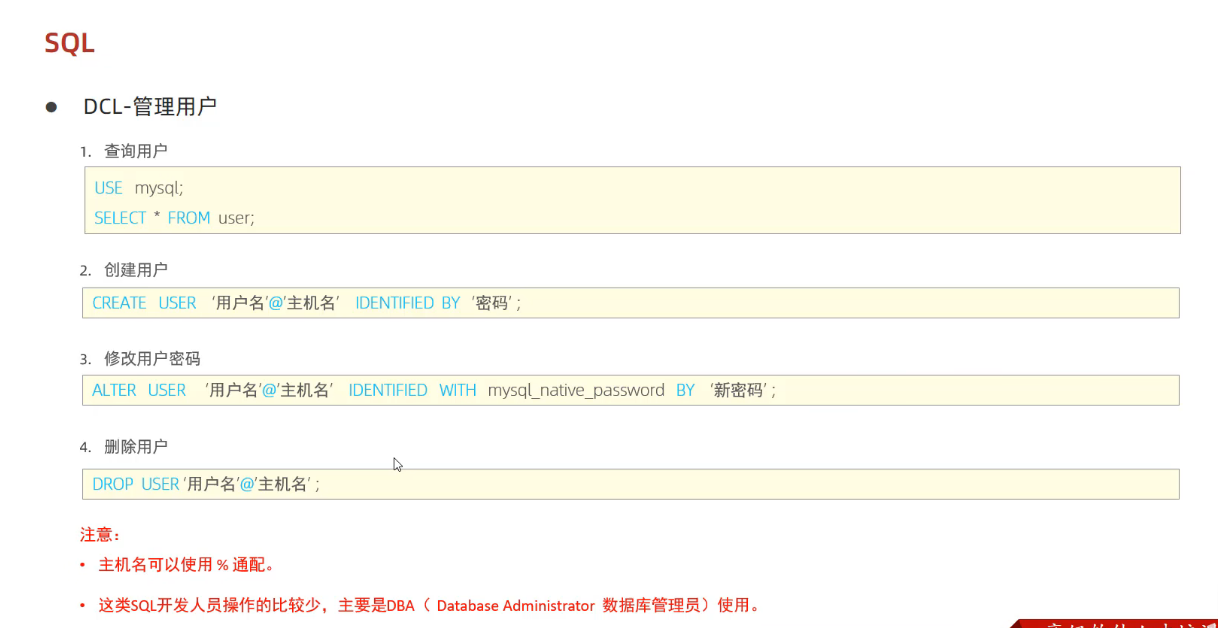 SQL
● DCL-管理用户
1. 查询用户
USE mysql;
SELECT * FROM user;
2. 创建用户
CREATE USER ‘用户名’@’主机名’ IDENTIFIED BY ‘密码’ ;
3. 修改用户密码
ALTER USER ’用户名’@’主机名’ IDENTIFIED WITH mysql_native_password BY ‘新密码’ ;
4. 删除用户
DROP USER ‘用户名’@’主机名’ ;
注意：
• 主机名可以使用 % 通配。
• 这类SQL开发人员操作的比较少，主要是DBA（ Database Administrator 数据库管理员）使用。